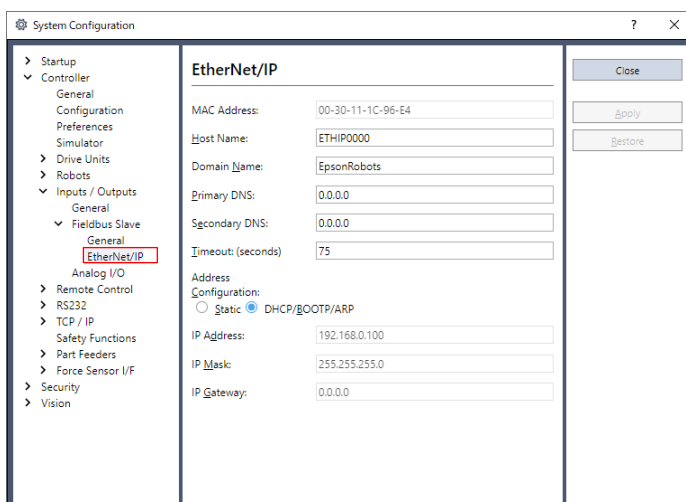 System Configuration
?
Startup
Controller
General
Configuration
Preferences
Simulator
Drive Units
Robots
Inputs / Outputs
General
Fieldbus Slave
General
EtherNet/IP
Analog I/O
Remote Control
RS232
TCP / IP
Safety Functions
Part Feeders
Force Sensor I/F
Security
Vision
EtherNet/IP
MAC Address: 00-30-11-1C-96-E4
Host Name: ETHIP0000
Domain Name: EpsonRobots
Primary DNS: 0.0.0.0
Secondary DNS: 0.0.0.0
Timeout: (seconds) 75
Address
Configuration:
Static DHCP/BOOTP/ARP
IP Address: 192.168.0.100
IP Mask: 255.255.255.0
IP Gateway: 0.0.0.0
Close
Apply
Restore